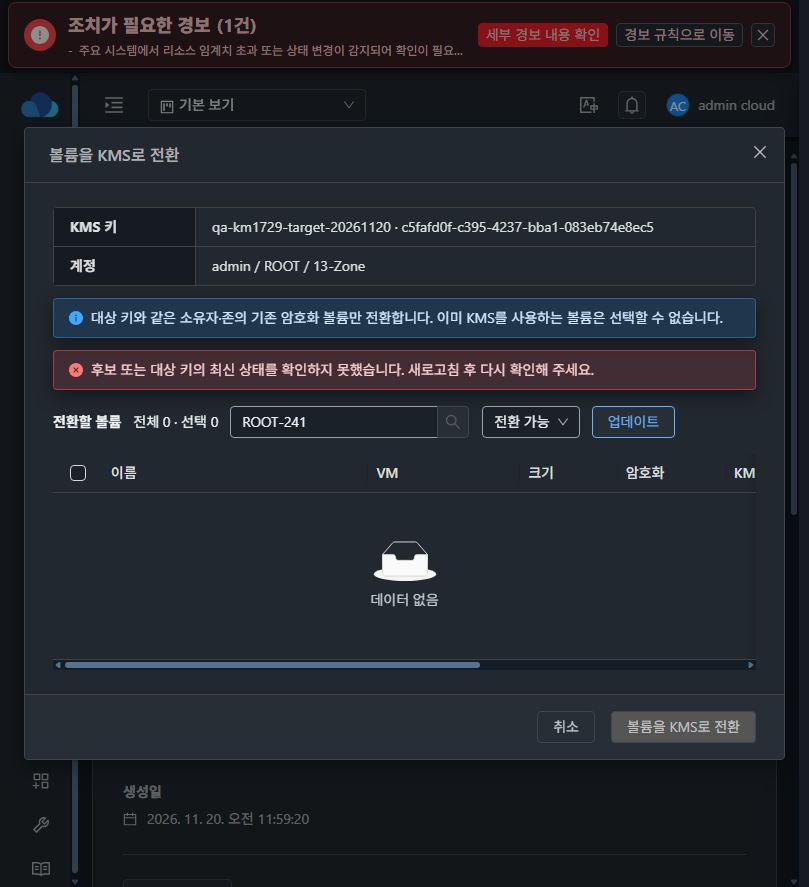 조치가 필요한 경보 (1건)
- 주요 시스템에서 리소스 임계치 초과 또는 상태 변경이 감지되어 확인이 필요...
세부 경보 내용 확인
경보 규칙으로 이동
기본 보기
AC
admin cloud
볼륨을 KMS로 전환
KMS 키
qa-km1729-target-20261120 · c5fafd0f-c395-4237-bba1-083eb74e8ec5
계정
admin / ROOT / 13-Zone
대상 키와 같은 소유자·존의 기존 암호화 볼륨만 전환합니다. 이미 KMS를 사용하는 볼륨은 선택할 수 없습니다.
후보 또는 대상 키의 최신 상태를 확인하지 못했습니다. 새로고침 후 다시 확인해 주세요.
전환할 볼륨 전체 0 · 선택 0 ROOT-241 전환 가능 업데이트
이름 VM 크기 암호화 KM
데이터 없음
취소 볼륨을 KMS로 전환
생성일
2026. 11. 20. 오전 11:59:20